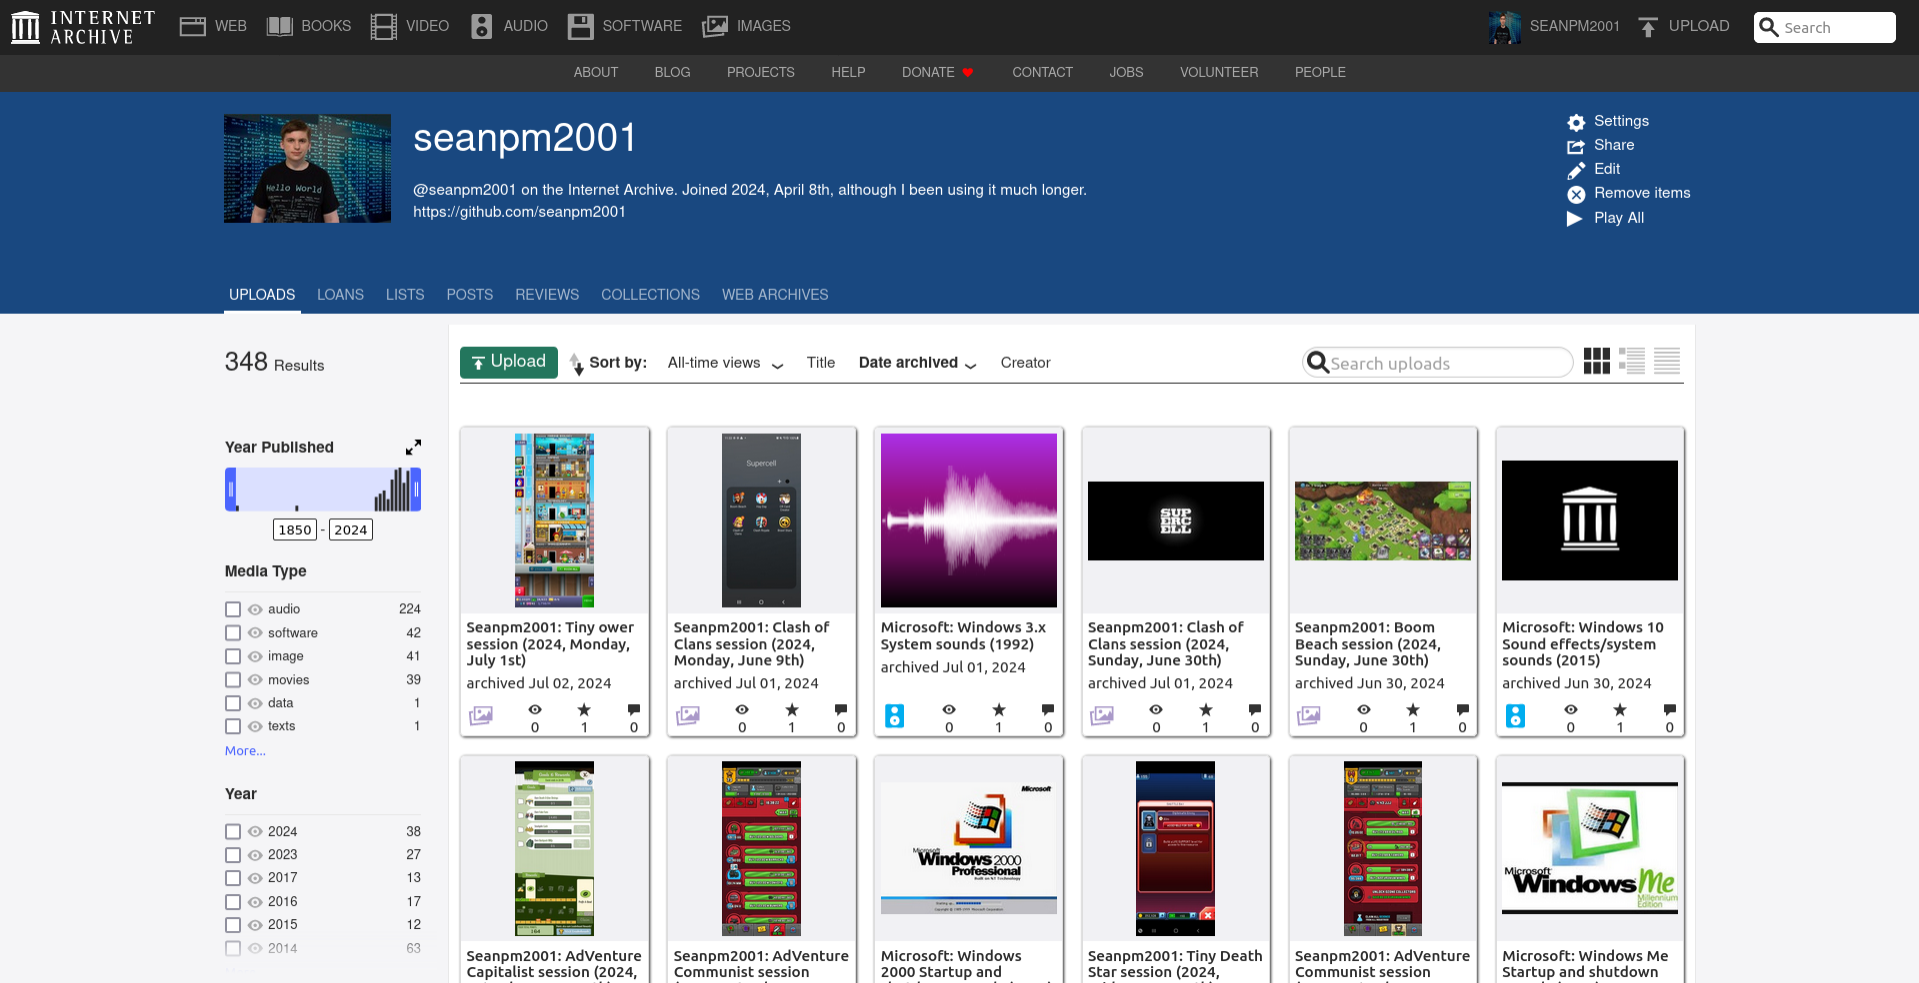 INTERNET ARCHIVE
WEB BOOKS VIDEO AUDIO SOFTWARE IMAGES
SEANPM2001 UPLOAD Search
ABOUT BLOG PROJECTS HELP DONATE CONTACT JOBS VOLUNTEER PEOPLE
Hello World
seanpm2001
@seanpm2001 on the Internet Archive. Joined 2024, April 8th, although I been using it much longer.
https://github.com/seanpm2001
Settings
Share
Edit
Remove items
Play All
UPLOADS LOANS LISTS POSTS REVIEWS COLLECTIONS WEB ARCHIVES
348 Results
Year Published
1850 - 2024
Media Type
audio 224
software 42
image 41
movies 39
data 1
texts 1
More...
Year
2024 38
2023 27
2017 13
2016 17
2015 12
2014 63
Upload Sort by: All-time views Title Date archived Creator
Search uploads
Seanpm2001: Tiny ower
session (2024, Monday,
July 1st)
archived Jul 02, 2024
0 1 0
Supercell
Seanpm2001: Clash of
Clans session (2024,
Monday, June 9th)
archived Jul 01, 2024
0 1 0
Microsoft: Windows 3.x
System sounds (1992)
archived Jul 01, 2024
0 1 0
SUP
ERC
ELL
Seanpm2001: Clash of
Clans session (2024,
Sunday, June 30th)
archived Jul 01, 2024
0 1 0
Seanpm2001: Boom
Beach session (2024,
Sunday, June 30th)
archived Jun 30, 2024
0 1 0
Microsoft: Windows 10
Sound effects/system
sounds (2015)
archived Jun 30, 2024
0 1 0
Seanpm2001: AdVenture
Capitalist session (2024,
Seanpm2001: AdVenture
Communist session
Microsoft
Microsoft
Windows 2000
Professional
Built on NT Technology
Microsoft: Windows
2000 Startup and
Seanpm2001: Tiny Death
Star session (2024,
Seanpm2001: AdVenture
Communist session
Microsoft
Windows Me
Millennium
Edition
Microsoft: Windows Me
Startup and shutdown